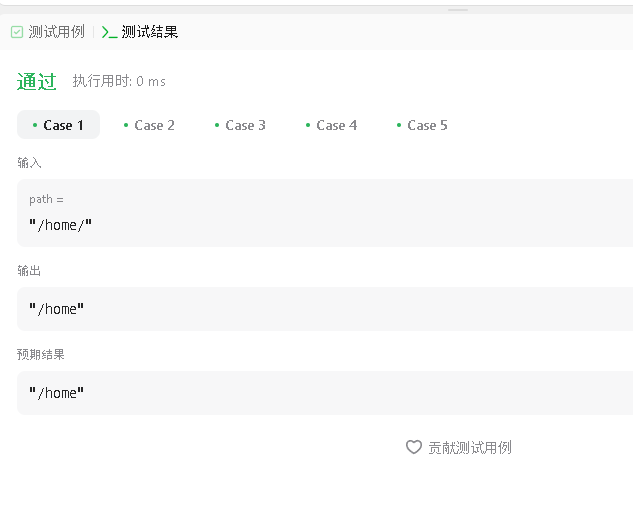 测试用例 测试结果
通过 执行用时: 0 ms
Case 1 Case 2 Case 3 Case 4 Case 5
输入
path =
"/home/"
输出
"/home"
预期结果
"/home"
贡献测试用例